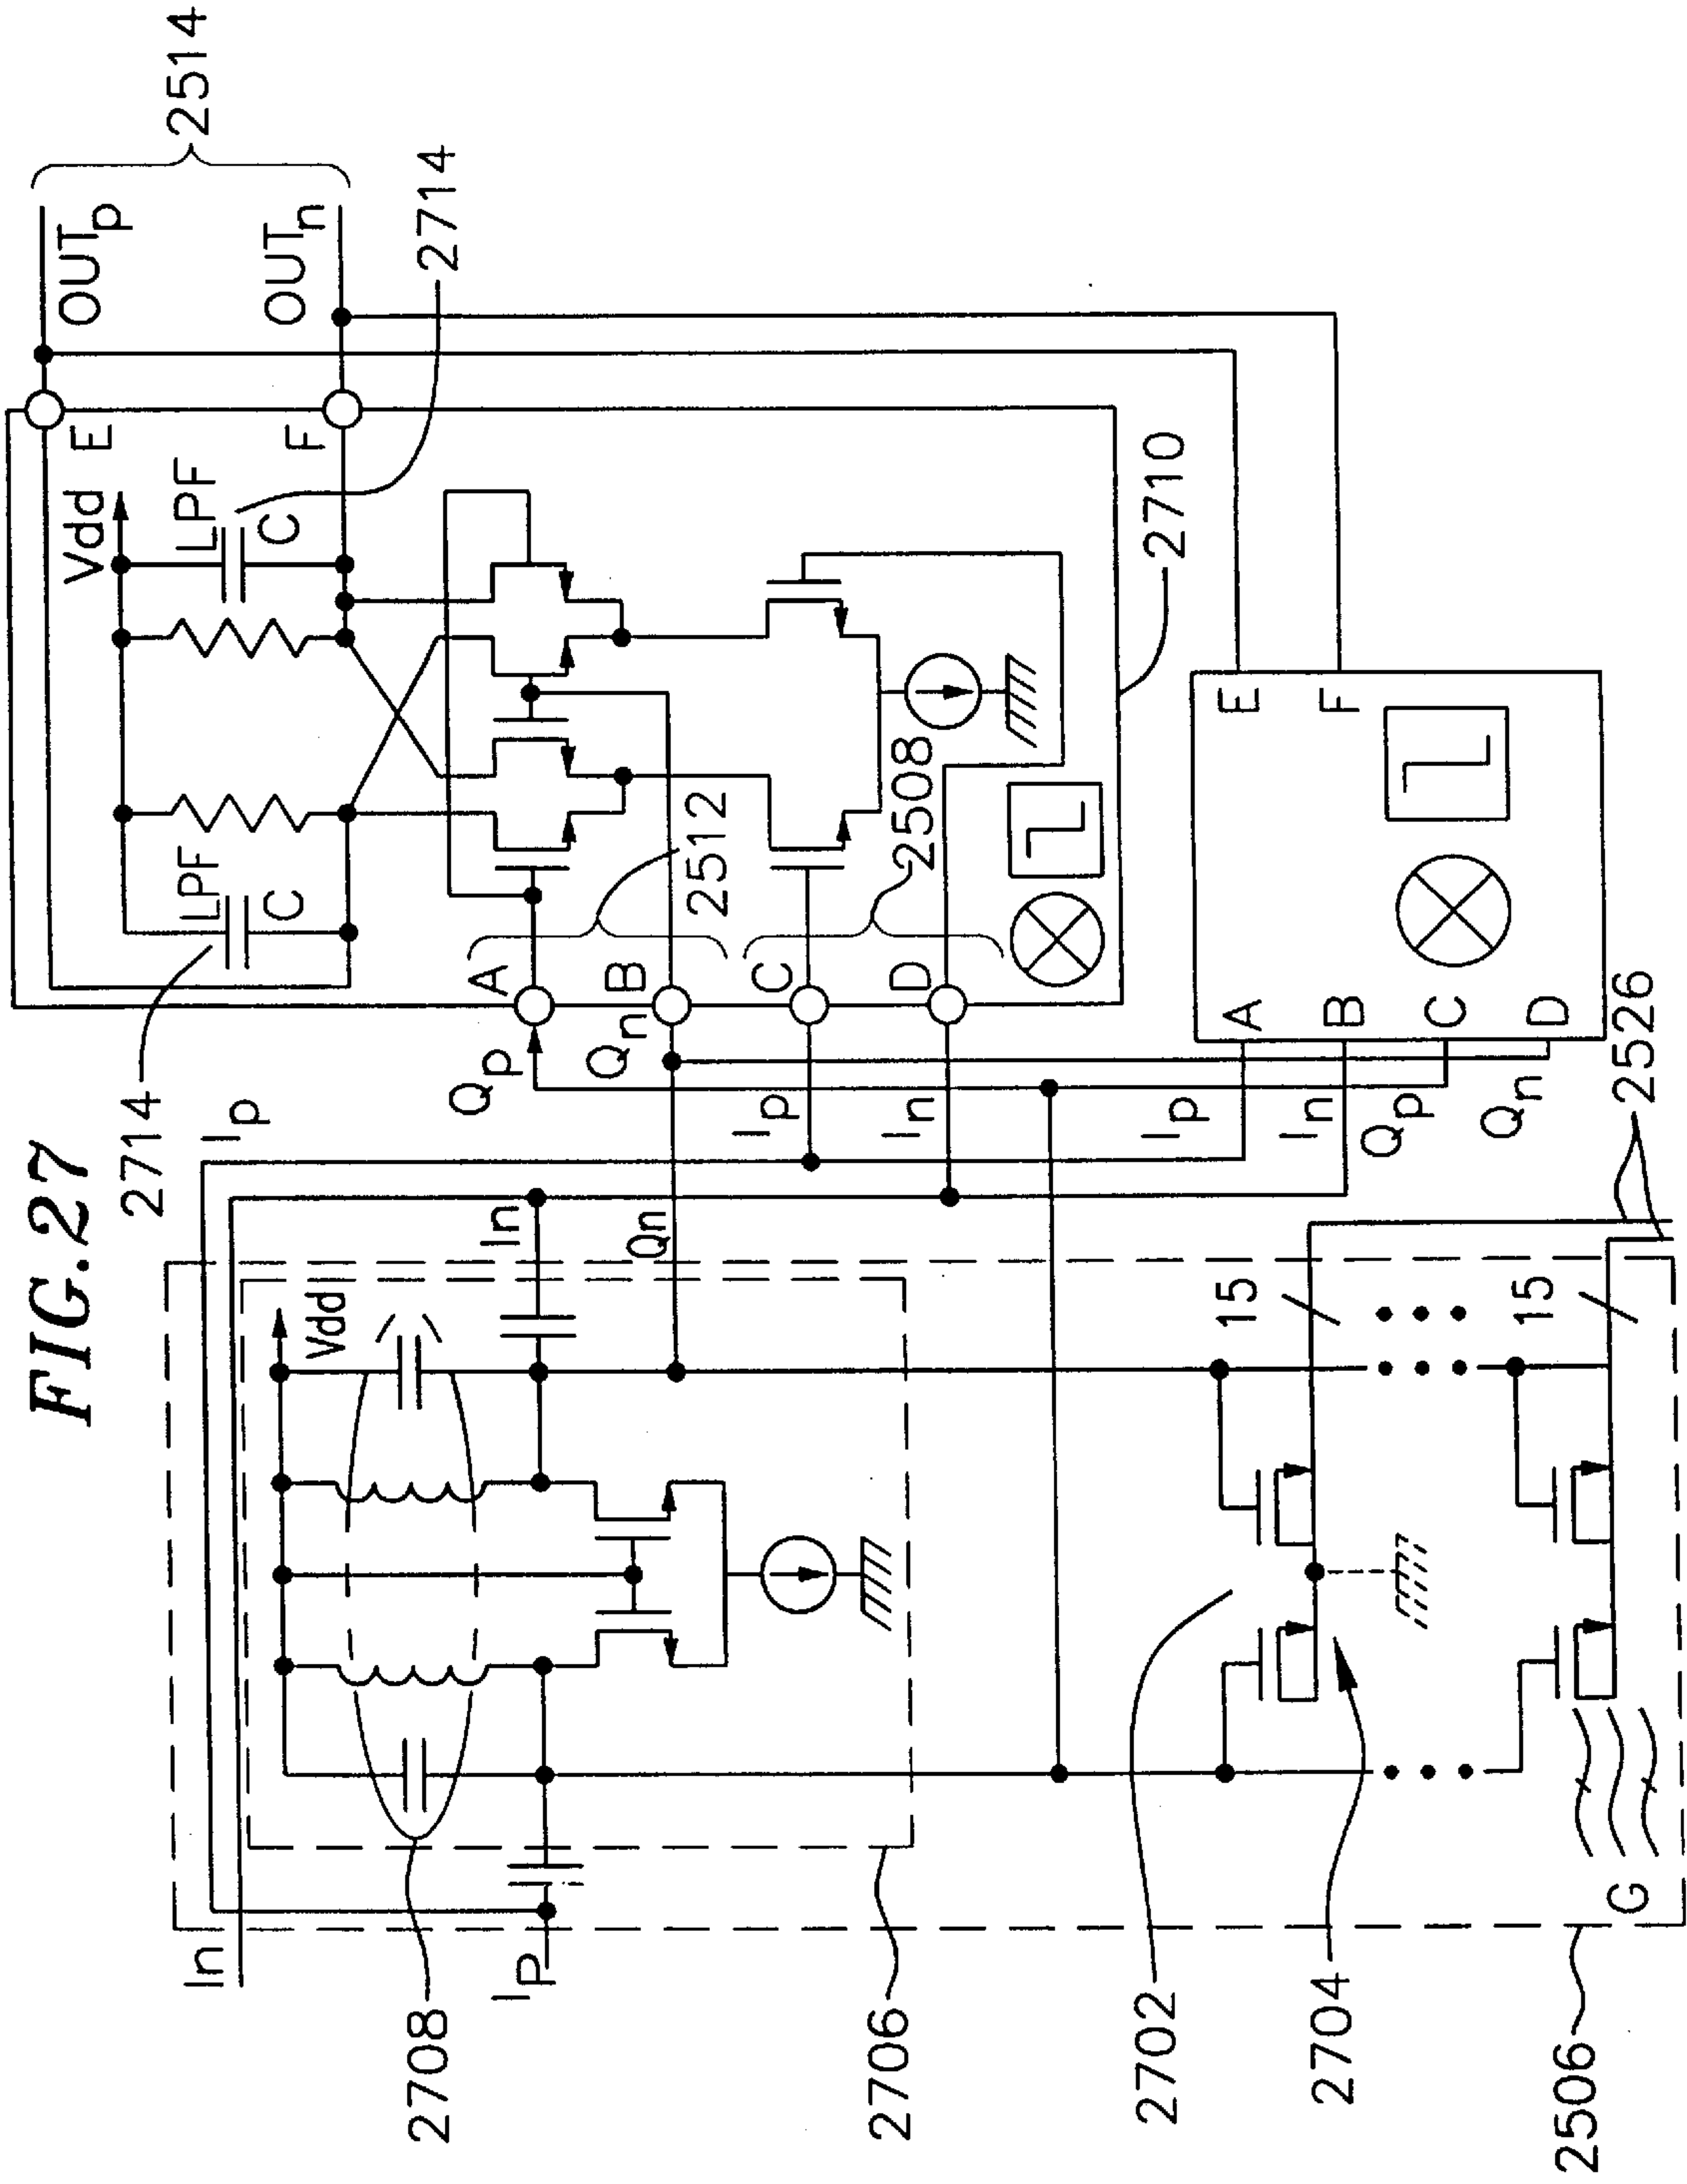 FIG.27
2514
OUTp
OUTn
2714
E
F
Vdd
LPF
C
LPF
C
2714
A
B
C
D
2512
2508
2710
Qp
Qn
Ip
In
Ip
In
Qp
Qn
A
B
C
D
E
F
2526
Ip
In
Qn
Vdd
15
15
In
IP
2708
2706
2702
2704
2506
G